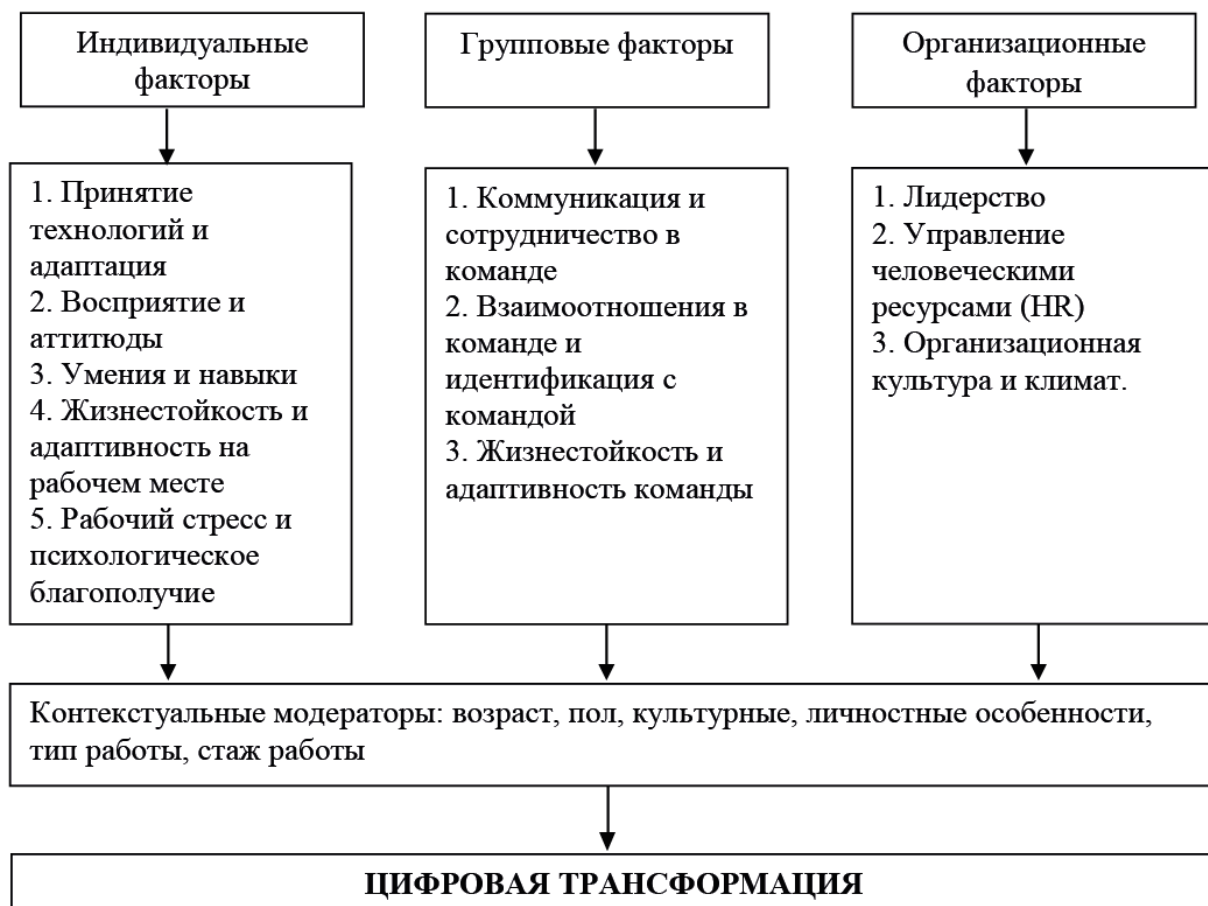 Индивидуальные
факторы
Групповые факторы
Организационные
факторы
1. Принятие
технологий и
адаптация
2. Восприятие и
аттитюды
3. Умения и навыки
4. Жизнестойкость и
адаптивность на
рабочем месте
5. Рабочий стресс и
психологическое
благополучие
1. Коммуникация и
сотрудничество в
команде
2. Взаимоотношения в
команде и
идентификация с
командой
3. Жизнестойкость и
адаптивность команды
1. Лидерство
2. Управление
человеческими
ресурсами (HR)
3. Организационная
культура и климат.
Контекстуальные модераторы: возраст, пол, культурные, личностные особенности,
тип работы, стаж работы
ЦИФРОВАЯ ТРАНСФОРМАЦИЯ